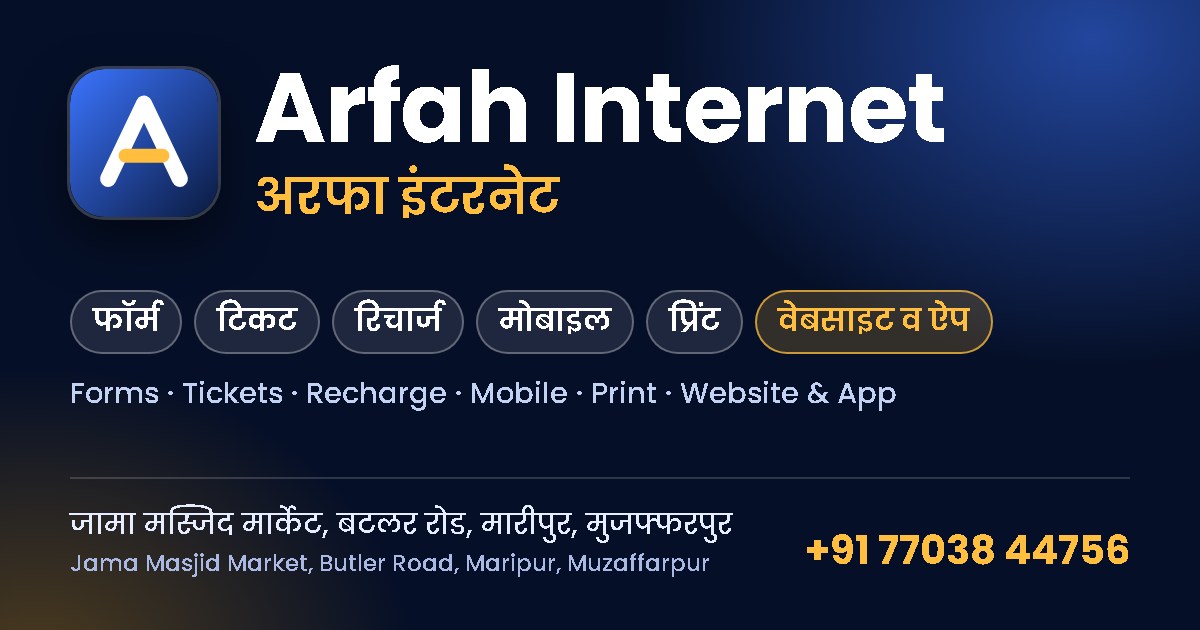 A
Arfah Internet
अरफा इंटरनेट
फॉर्म टिकट रिचार्ज मोबाइल प्रिंट वेबसाइट व ऐप
Forms · Tickets · Recharge · Mobile · Print · Website & App
जामा मस्जिद मार्केट, बटलर रोड, मारीपुर, मुजफ्फरपुर
Jama Masjid Market, Butler Road, Maripur, Muzaffarpur
+91 77038 44756